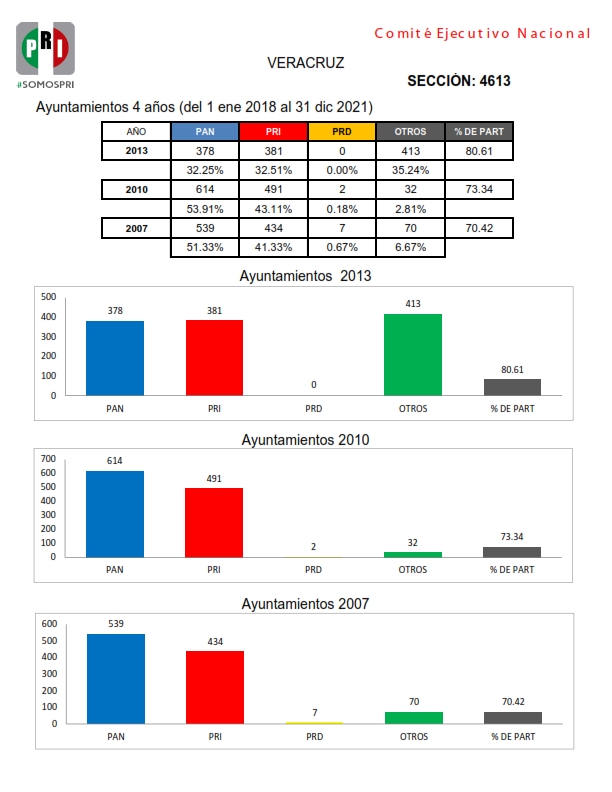 PRI
Comité Ejecutivo Nacional
#SOMOSPRI
VERACRUZ
SECCIÓN: 4613
Ayuntamientos 4 años (del 1 ene 2018 al 31 dic 2021)
AÑO PAN PRI PRD OTROS % DE PART
2013 378 381 0 413 80.61
32.25% 32.51% 0.00% 35.24%
2010 614 491 2 32 73.34
53.91% 43.11% 0.18% 2.81%
2007 539 434 7 70 70.42
51.33% 41.33% 0.67% 6.67%
Ayuntamientos 2013
500
400
300
200
100
0
378 381 0 413 80.61
PAN PRI PRD OTROS % DE PART
Ayuntamientos 2010
700
600
500
400
300
200
100
0
614 491 2 32 73.34
PAN PRI PRD OTROS % DE PART
Ayuntamientos 2007
600
500
400
300
200
100
0
539 434 7 70 70.42
PAN PRI PRD OTROS % DE PART